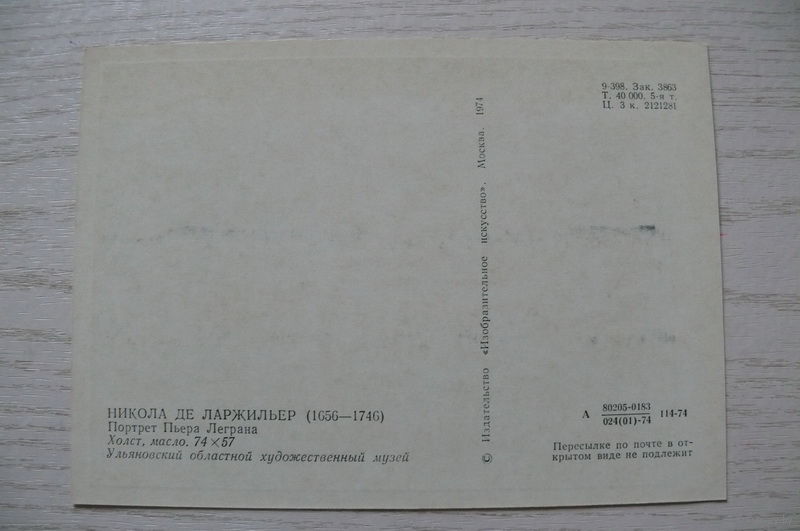 9-398. Зак. 3863
Т. 40 000. 5-я т.
Ц. 3 к. 2121281
© Издательство «Изобразительное искусство». Москва. 1974
НИКОЛА ДЕ ЛАРЖИЛЬЕР (1656—1746)
Портрет Пьера Леграна
Холст, масло. 74×57
Ульяновский областной художественный музей
А 80205-0183 114-74
024(01)-74
Пересылке по почте в от-
крытом виде не подлежит